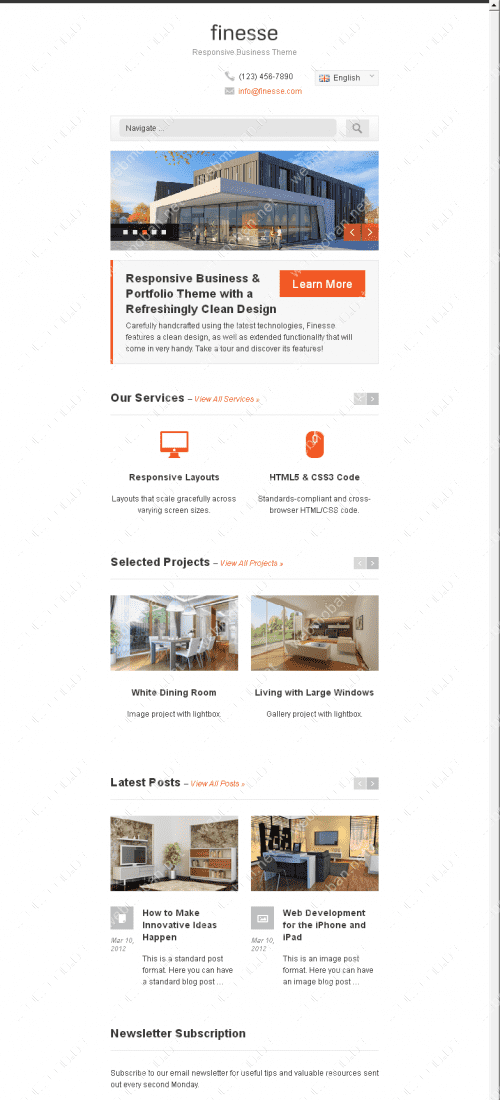 finesse
Responsive Business Theme
(123) 456-7890
English
info@finesse.com
Navigate ...
Responsive Business &
Portfolio Theme with a
Refreshingly Clean Design
Learn More
Carefully handcrafted using the latest technologies, Finesse
features a clean design, as well as extended functionality that will
come in very handy. Take a tour and discover its features!
Our Services – View All Services »
Responsive Layouts
Layouts that scale gracefully across
varying screen sizes.
HTML5 & CSS3 Code
Standards-compliant and cross-
browser HTML/CSS code.
Selected Projects – View All Projects »
White Dining Room
Image project with lightbox.
Living with Large Windows
Gallery project with lightbox.
Latest Posts – View All Posts »
How to Make
Innovative Ideas
Happen
Mar 10,
2012
This is a standard post
format. Here you can have
a standard blog post ...
Web Development
for the iPhone and
iPad
Mar 10,
2012
This is an image post
format. Here you can have
an image blog post ...
Newsletter Subscription
Subscribe to our email newsletter for useful tips and valuable resources sent
out every second Monday.